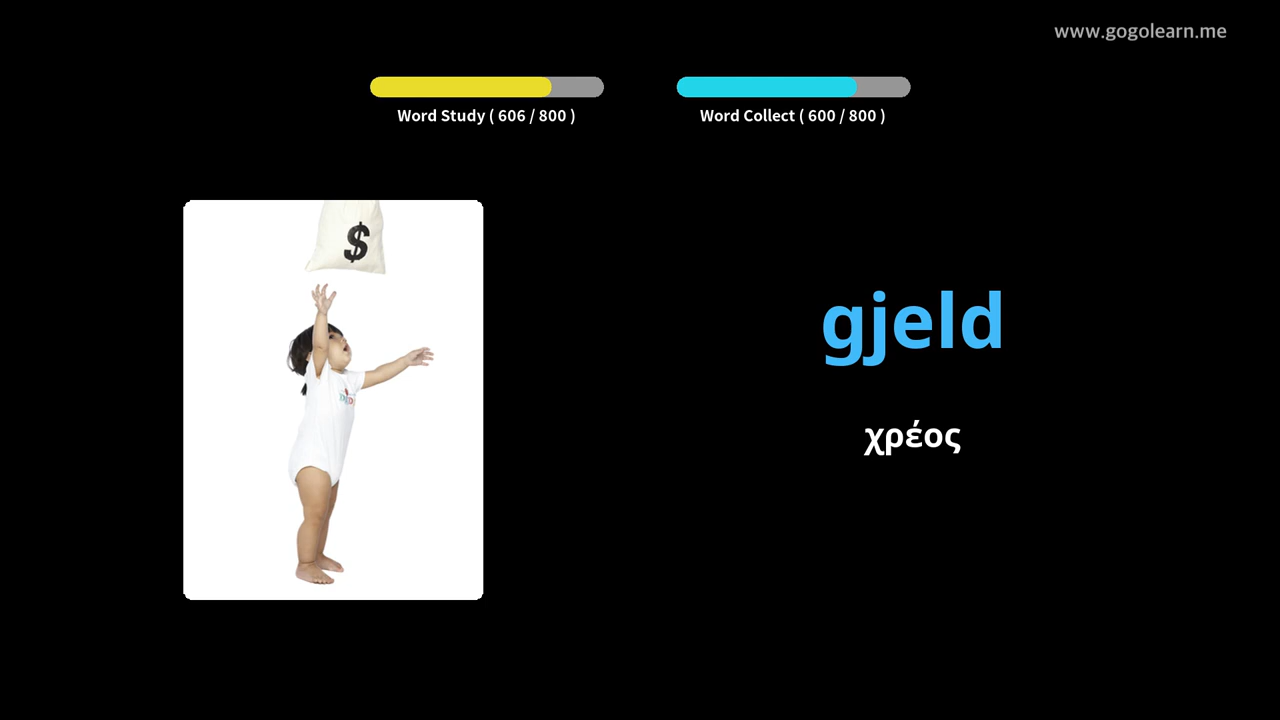 www.gogolearn.me
Word Study ( 606 / 800 )
Word Collect ( 600 / 800 )
$
gjeld
χρέος